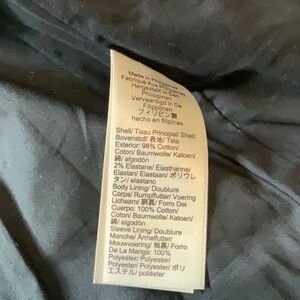 Made in Philippines
Fabriqué Aux Philippines
Hergestellt in Den
Philippinen
Vervaardigd In De
Filippijnen
フィリピン製
hecho en filipinas
Shell/ Tissu Principal/ Shell/
Bovenstof/ 表地/ Tela
Exterior: 98% Cotton/
Coton/ Baumwolle/ Katoen/
綿/ algodón
2% Elastane/ Élasthanne/
Elastan/ Elastaan/ ポリウレ
タン/ elastano
Body Lining/ Doublure
Corps/ Rumpffutter/ Voering
Lichaam/ 胴裏/ Forro Del
Cuerpo: 100% Cotton/
Coton/ Baumwolle/ Katoen/
綿/ algodón
Sleeve Lining/ Doublure
Manche/ Ärmelfutter/
Mouwvoering/ 袖裏/ Forro
De La Manga: 100%
Polyester/ Polyester/
Polyester/ Polyester/ ポリ
エステル/ poliéster